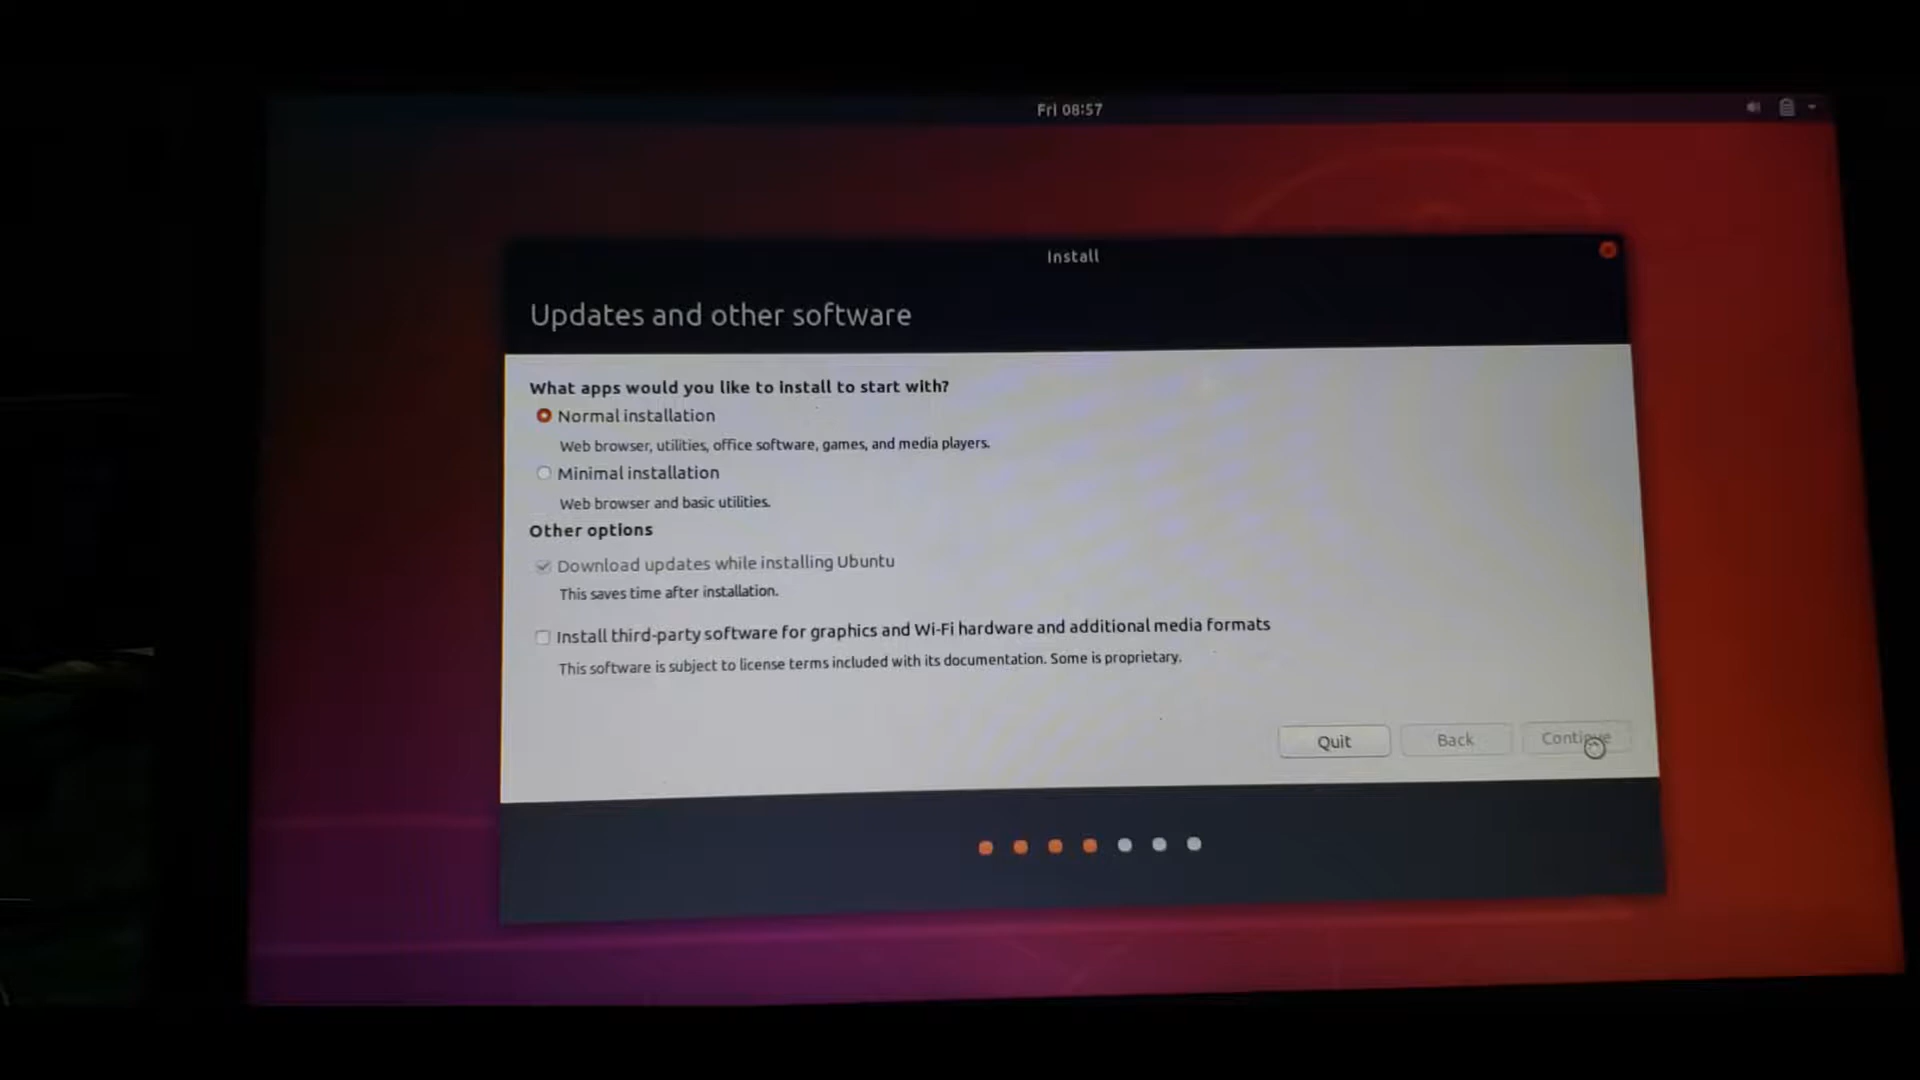 Fri 08:57
Install
Updates and other software
What apps would you like to install to start with?
Normal installation
Web browser, utilities, office software, games, and media players.
Minimal installation
Web browser and basic utilities.
Other options
Download updates while installing Ubuntu
This saves time after installation.
Install third-party software for graphics and Wi-Fi hardware and additional media formats
This software is subject to license terms included with its documentation. Some is proprietary.
Quit
Back
Continue